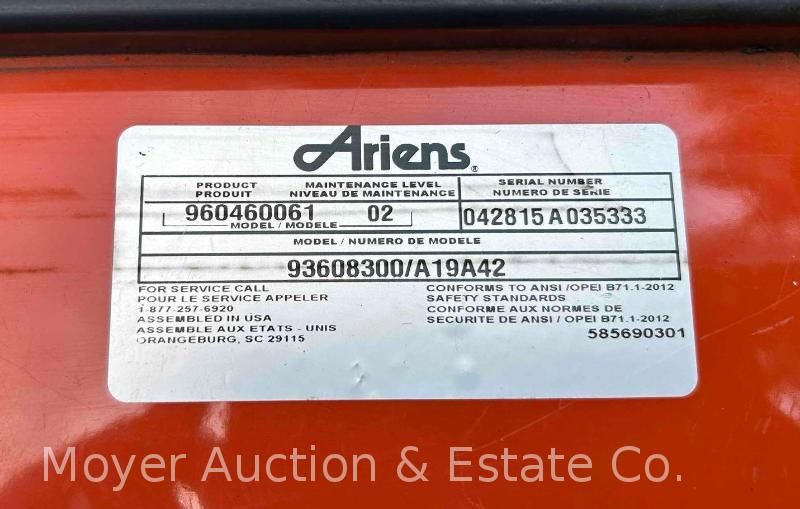 Ariens®
PRODUCT MAINTENANCE LEVEL SERIAL NUMBER
PRODUIT NIVEAU DE MAINTENANCE NUMERO DE SERIE
960460061 02 042815 A 035333
MODEL / MODELE
MODEL / NUMERO DE MODELE
93608300/A19A42
FOR SERVICE CALL
POUR LE SERVICE APPELER
1-877-257-6920
ASSEMBLED IN USA
ASSEMBLE AUX ETATS - UNIS
ORANGEBURG, SC 29115
CONFORMS TO ANSI /OPEI B71.1-2012
SAFETY STANDARDS
CONFORME AUX NORMES DE
SECURITE DE ANSI / OPEI B71.1-2012
585690301
Moyer Auction & Estate Co.